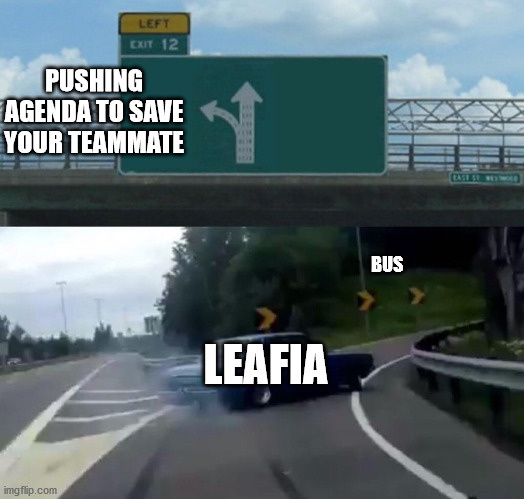 LEFT
EXIT 12
PUSHING
AGENDA TO SAVE
YOUR TEAMMATE
BUS
LEAFIA
imgflip.com